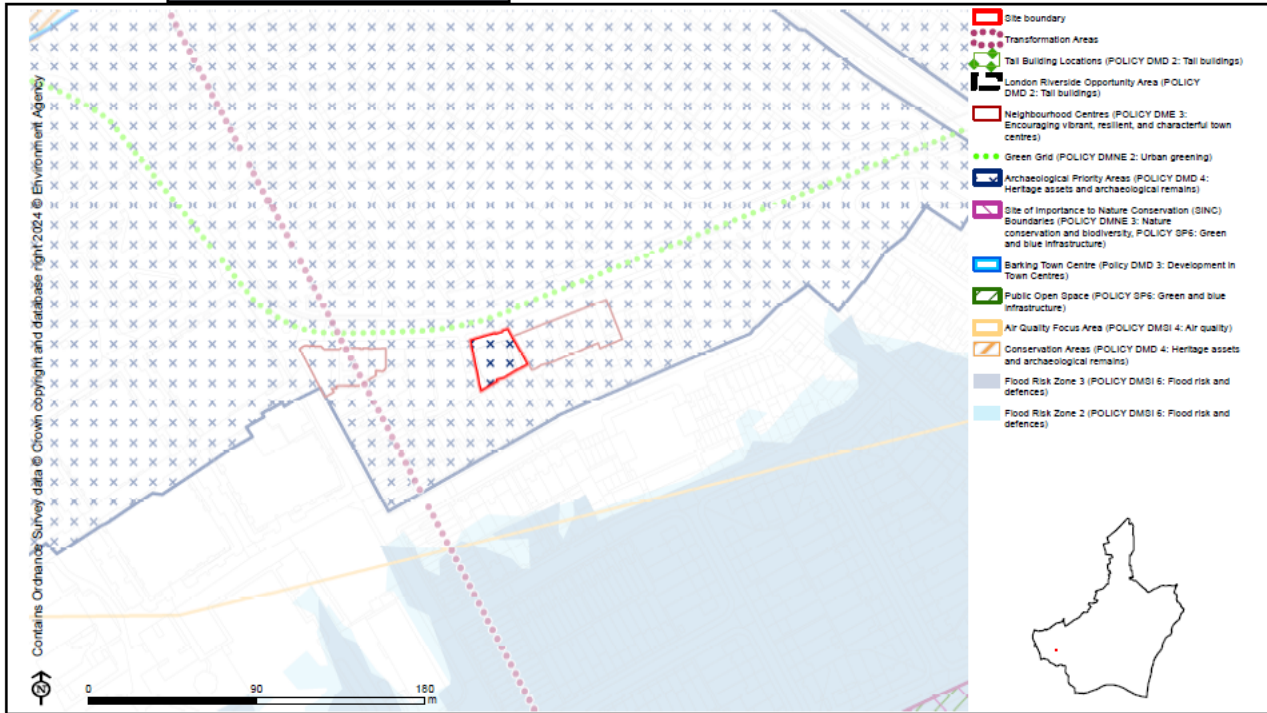 Site boundary
Transformation Areas
Tall Building Locations (POLICY DMD 2: Tall buildings)
London Riverside Opportunity Area (POLICY
DMD 2: Tall buildings)
Neighbourhood Centres (POLICY DME 3:
Encouraging vibrant, resilient, and characterful town
centres)
Green Grid (POLICY DMNE 2: Urban greening)
Archaeological Priority Areas (POLICY DMD 4:
Heritage assets and archaeological remains)
Site of Importance to Nature Conservation (SINC)
Boundaries (POLICY DMNE 3: Nature
conservation and biodiversity, POLICY SP6: Green
and blue infrastructure)
Barking Town Centre (Policy DMD 3: Development in
Town Centres)
Public Open Space (POLICY SP6: Green and blue
infrastructure)
Air Quality Focus Area (POLICY DMSI 4: Air quality)
Conservation Areas (POLICY DMD 4: Heritage assets
and archaeological remains)
Flood Risk Zone 3 (POLICY DMSI 6: Flood risk and
defences)
Flood Risk Zone 2 (POLICY DMSI 6: Flood risk and
defences)
Contains Ordnance Survey data © Crown copyright and database right 2024 © Environment Agency
N
0 90 180
m